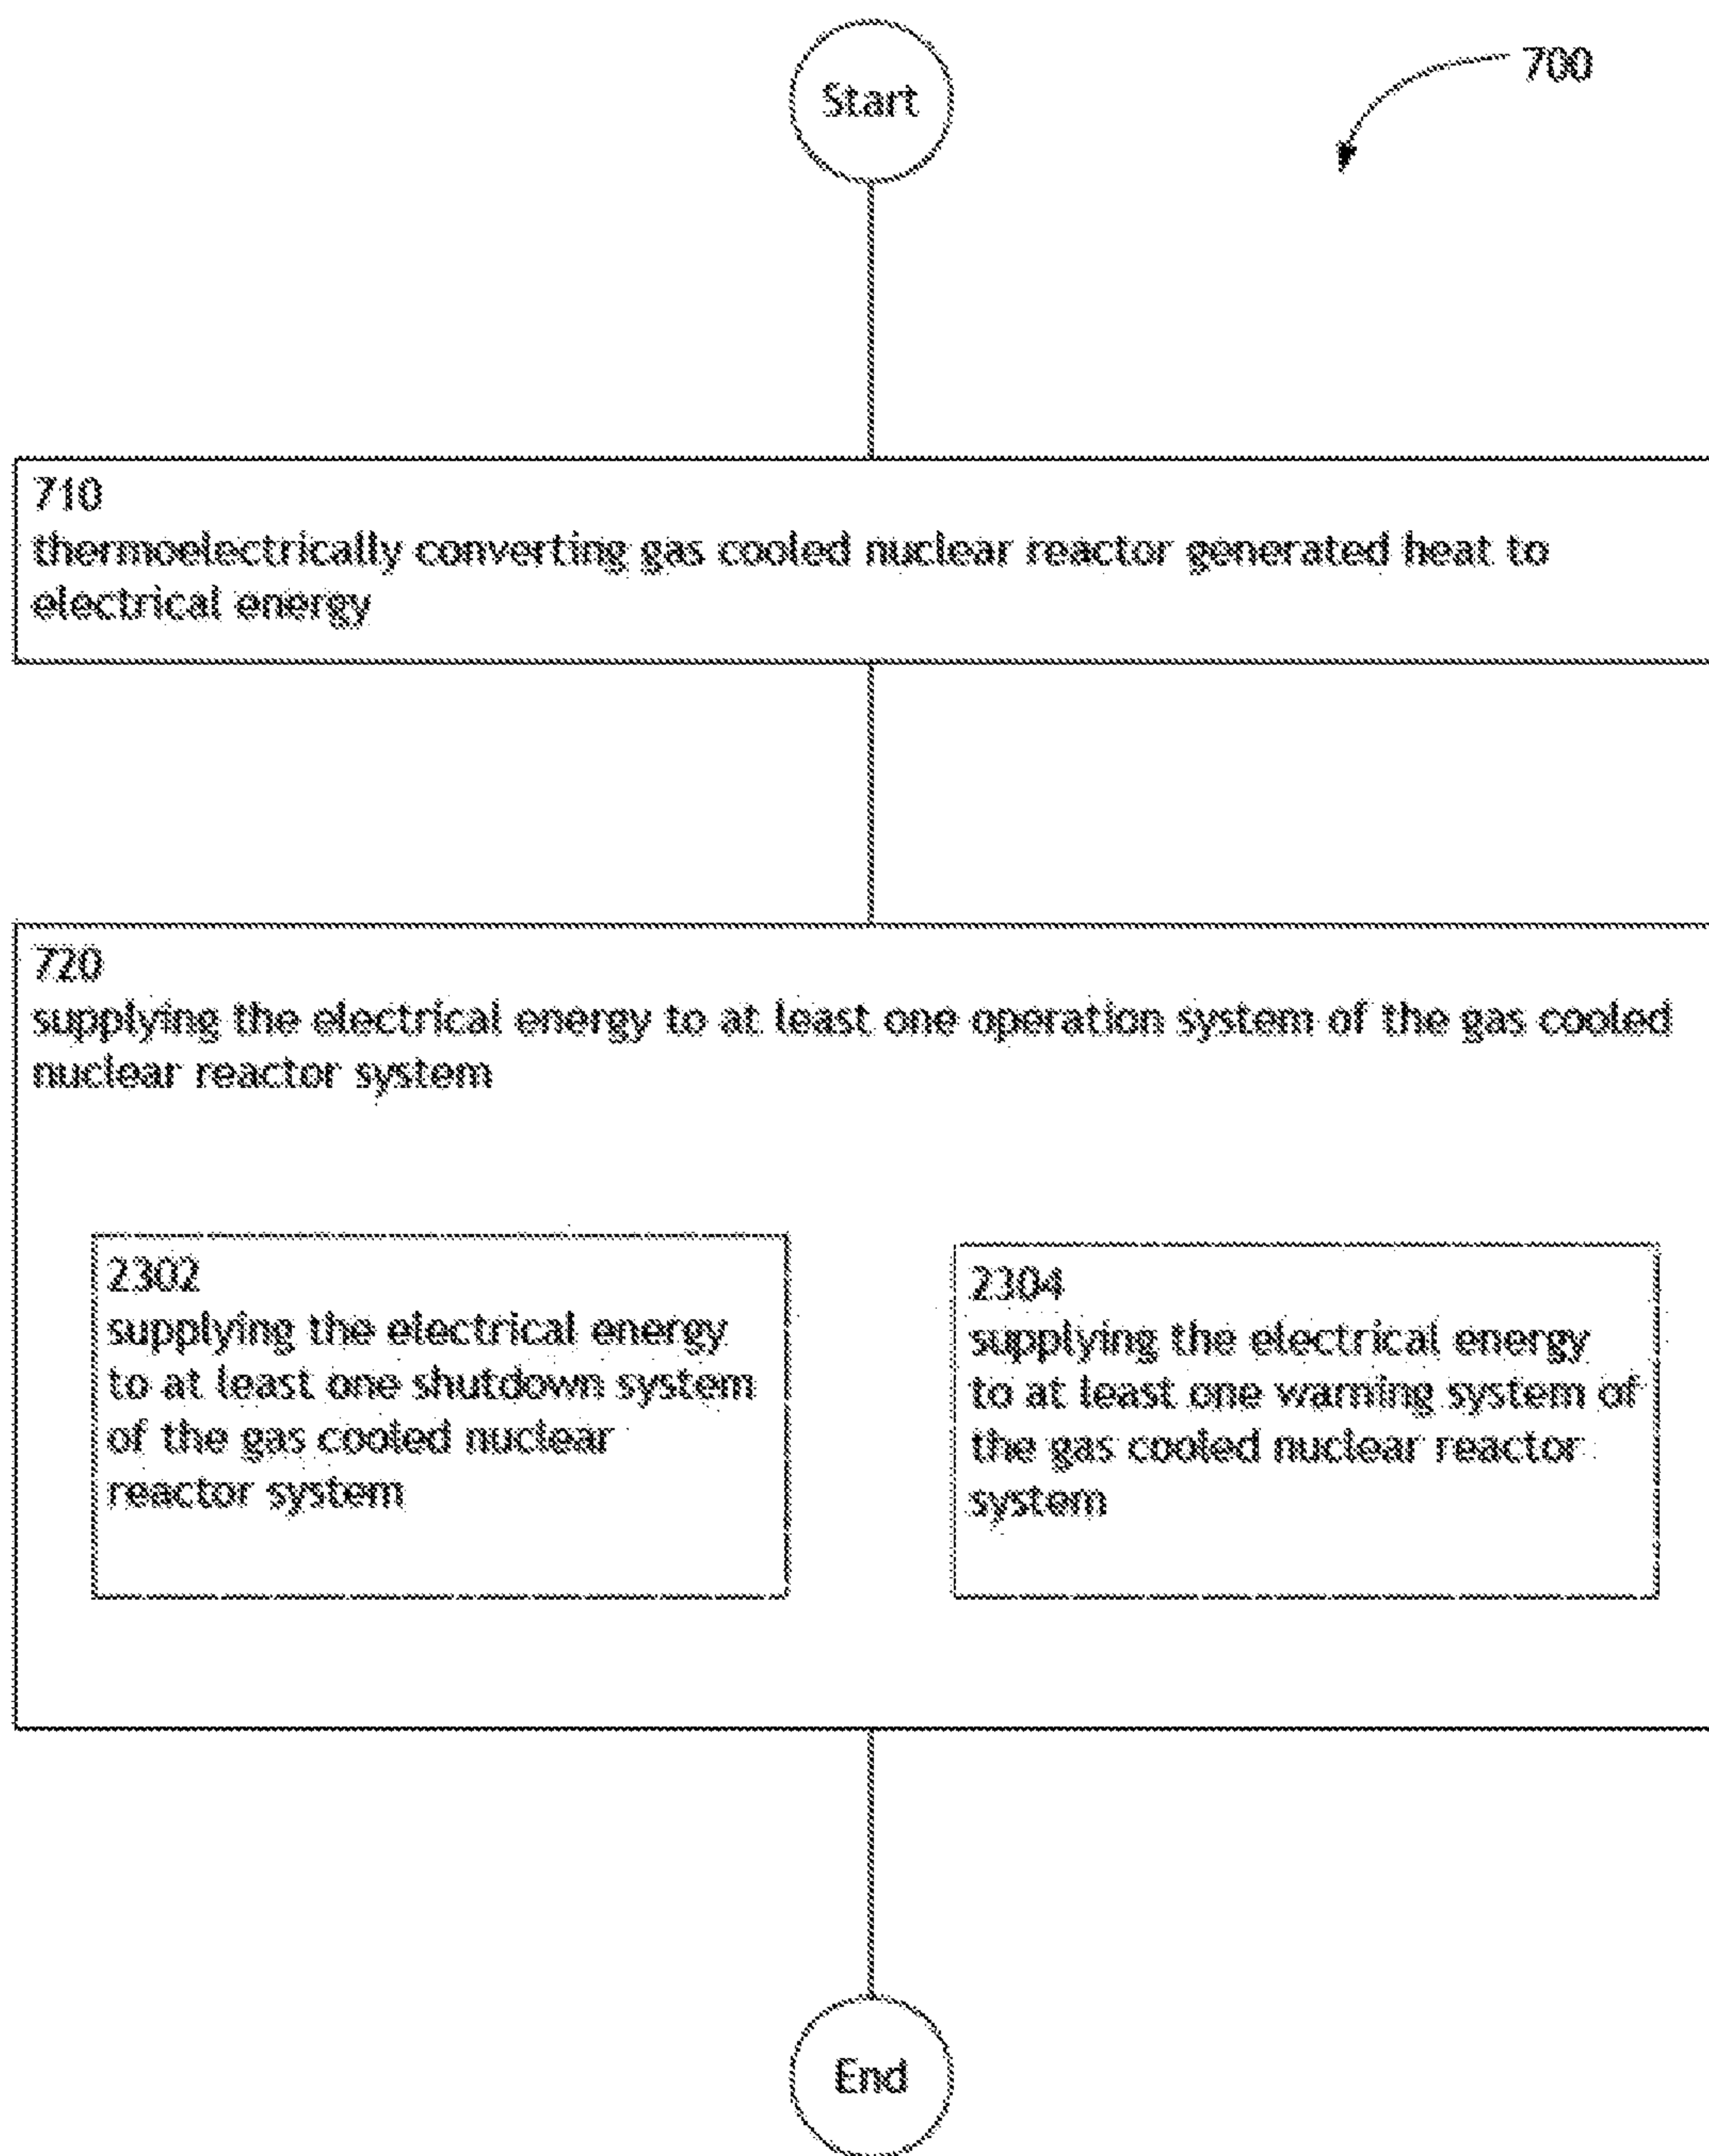 Start
700
710
thermoelectrically converting gas cooled nuclear reactor generated heat to
electrical energy
720
supplying the electrical energy to at least one operation system of the gas cooled
nuclear reactor system
2302
supplying the electrical energy
to at least one shutdown system
of the gas cooled nuclear
reactor system
2304
supplying the electrical energy
to at least one warning system of
the gas cooled nuclear reactor
system
End